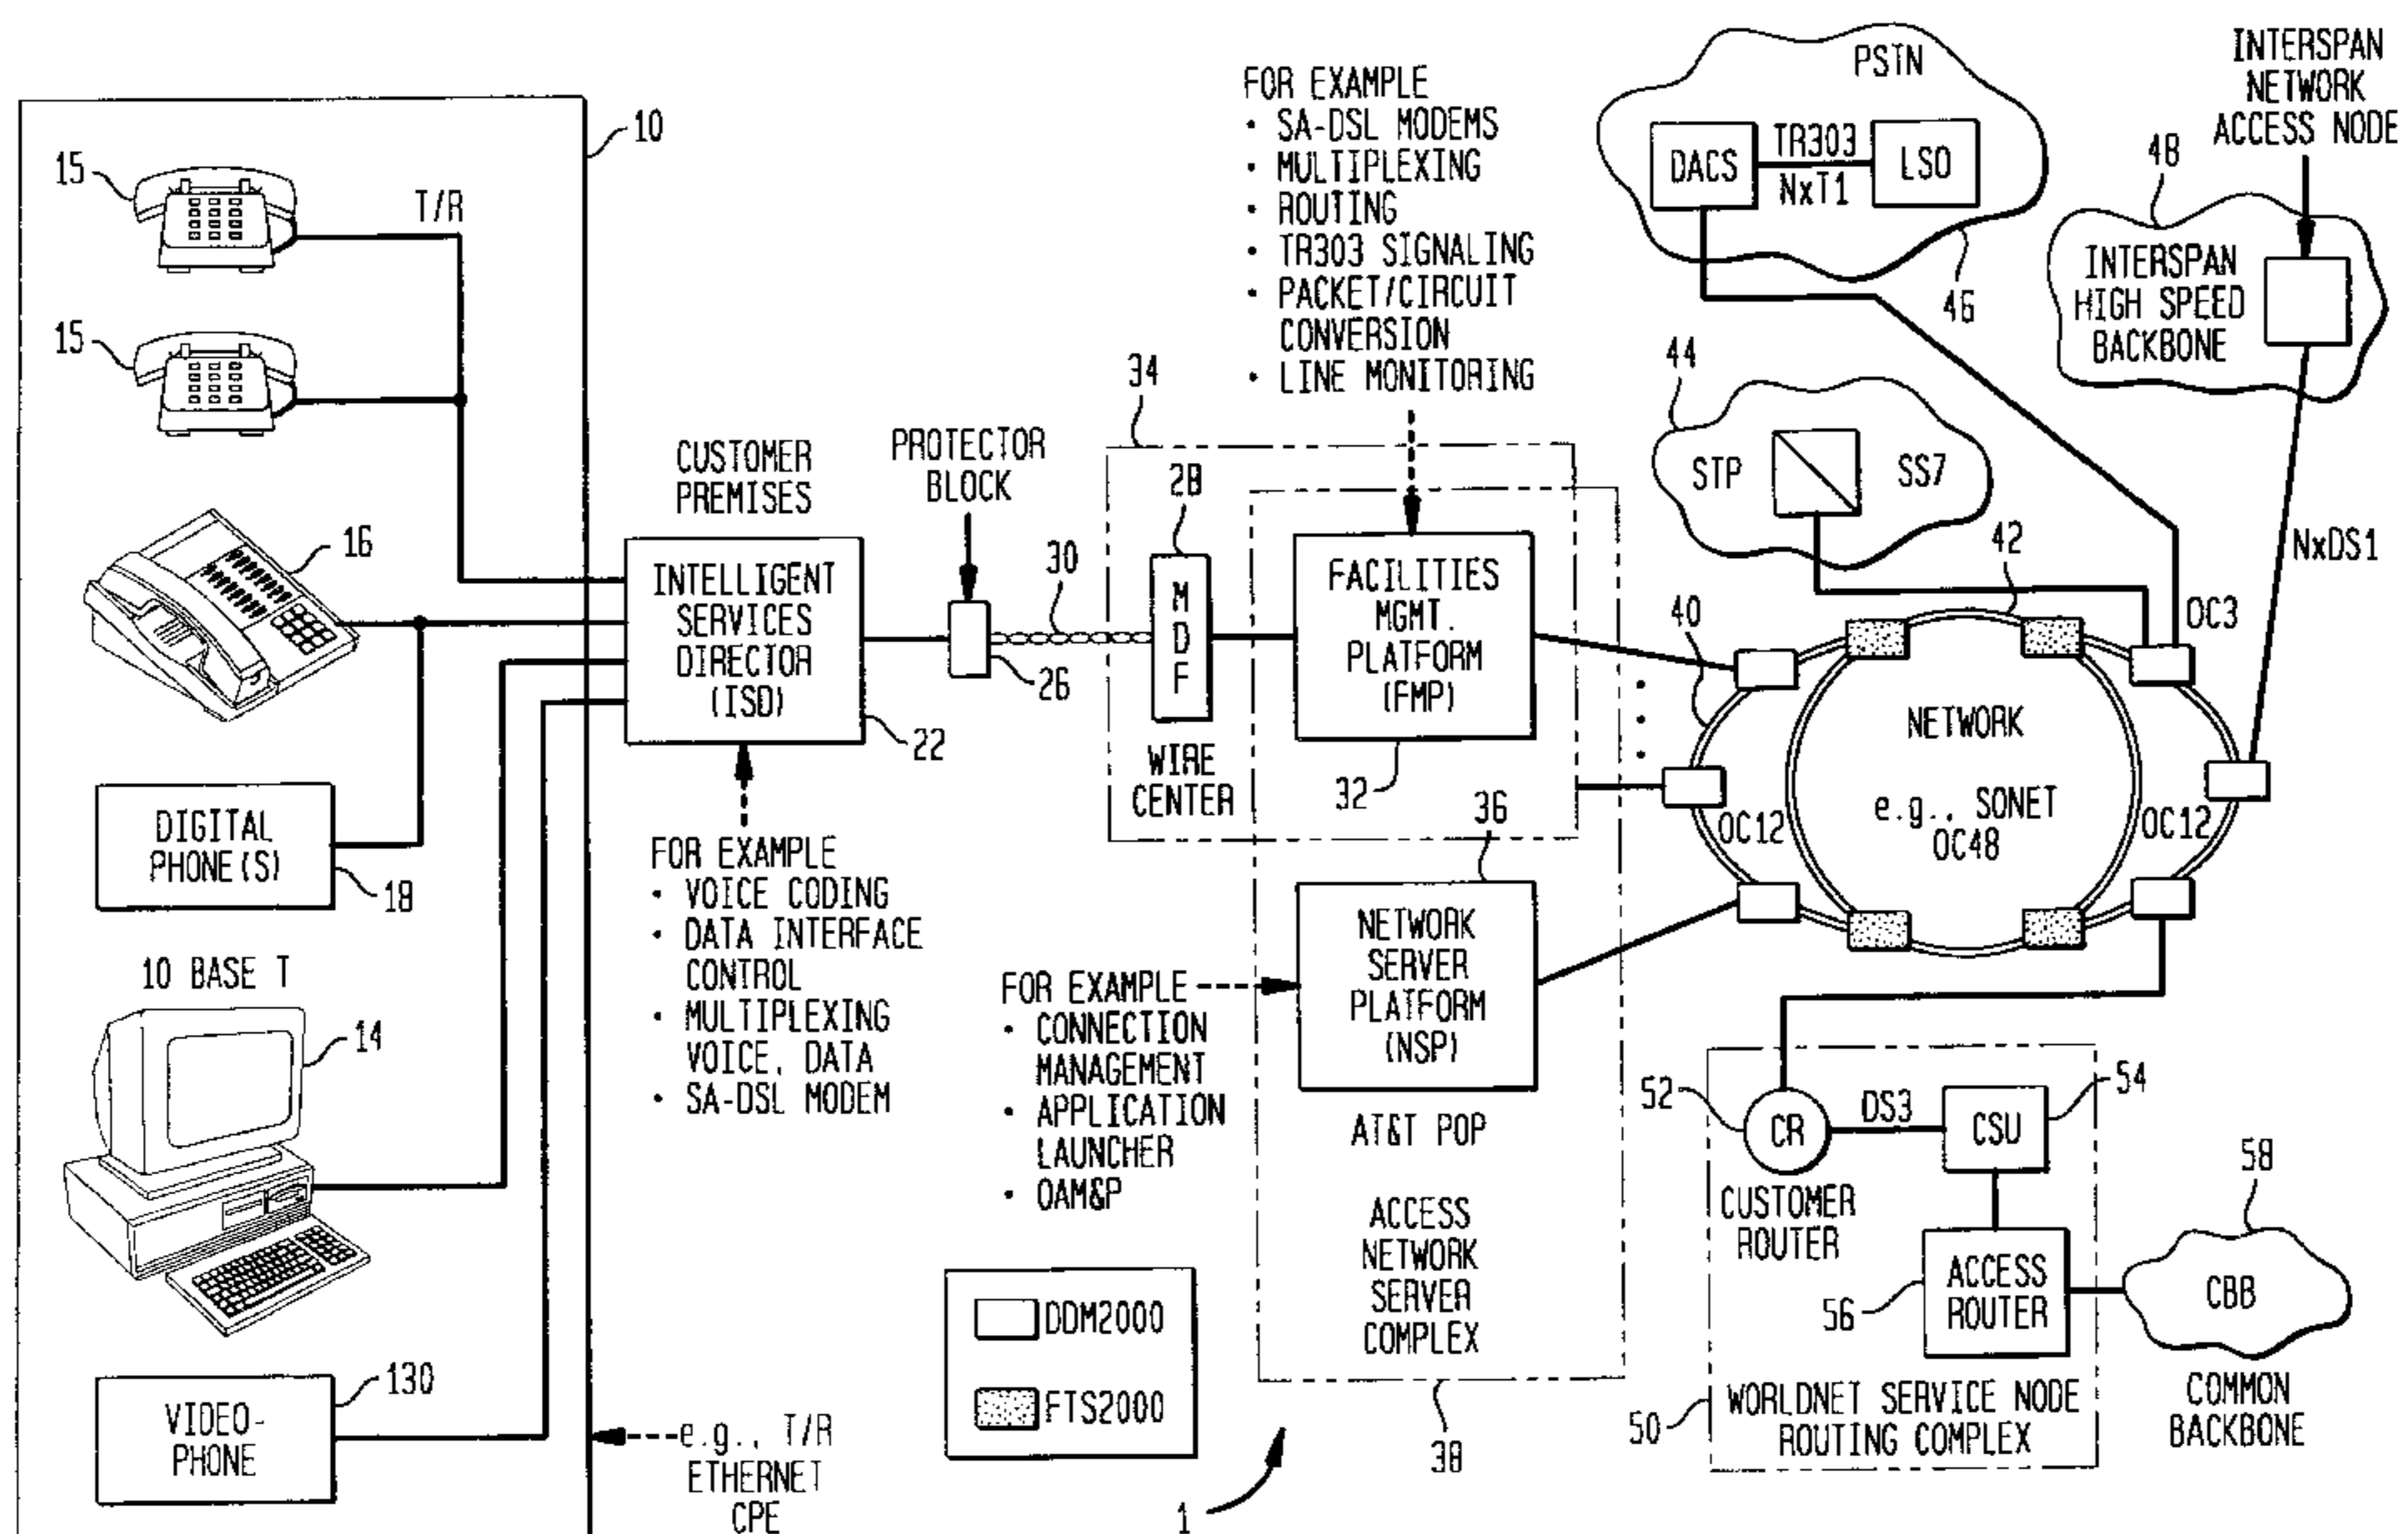 10
15
T/R
15
16
DIGITAL
PHONE(S)
18
10 BASE T
14
VIDEO-
PHONE
130
e.g., T/R
ETHERNET
CPE
CUSTOMER
PREMISES
INTELLIGENT
SERVICES
DIRECTOR
(ISD)
22
FOR EXAMPLE
• VOICE CODING
• DATA INTERFACE
CONTROL
• MULTIPLEXING
VOICE, DATA
• SA-DSL MODEM
PROTECTOR
BLOCK
26
30
34
28
M
D
F
WIRE
CENTER
FOR EXAMPLE
• SA-DSL MODEMS
• MULTIPLEXING
• ROUTING
• TR303 SIGNALING
• PACKET/CIRCUIT
CONVERSION
• LINE MONITORING
FACILITIES
MGMT.
PLATFORM
(FMP)
32
36
NETWORK
SERVER
PLATFORM
(NSP)
FOR EXAMPLE
• CONNECTION
MANAGEMENT
• APPLICATION
LAUNCHER
• OAM&P
AT&T POP
ACCESS
NETWORK
SERVER
COMPLEX
38
DDM2000
FTS2000
1
PSTN
DACS
TR303
NxT1
LSO
46
INTERSPAN
NETWORK
ACCESS NODE
48
INTERSPAN
HIGH SPEED
BACKBONE
44
STP
SS7
NxDS1
42
40
OC3
NETWORK
e.g., SONET
OC48
OC12
OC12
52
CR
DS3
CSU
54
CUSTOMER
ROUTER
ACCESS
ROUTER
56
58
CBB
COMMON
BACKBONE
50
WORLDNET SERVICE NODE
ROUTING COMPLEX